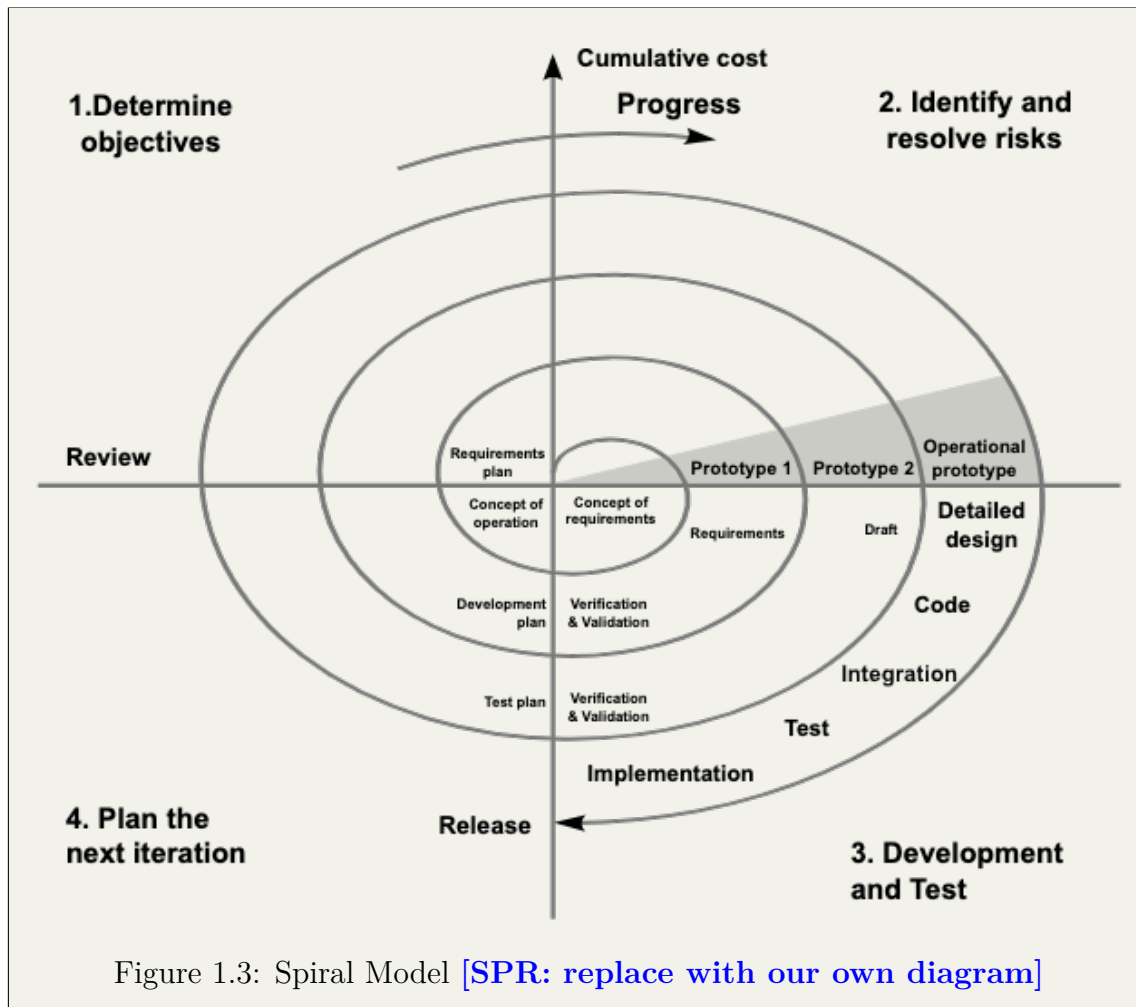 Cumulative cost
Progress
1.Determine
objectives
2. Identify and
resolve risks
Review
Requirements
plan
Prototype 1
Prototype 2
Operational
prototype
Concept of
operation
Concept of
requirements
Requirements
Draft
Detailed
design
Development
plan
Verification
& Validation
Code
Integration
Test plan
Verification
& Validation
Test
Implementation
Release
4. Plan the
next iteration
3. Development
and Test
Figure 1.3: Spiral Model [SPR: replace with our own diagram]